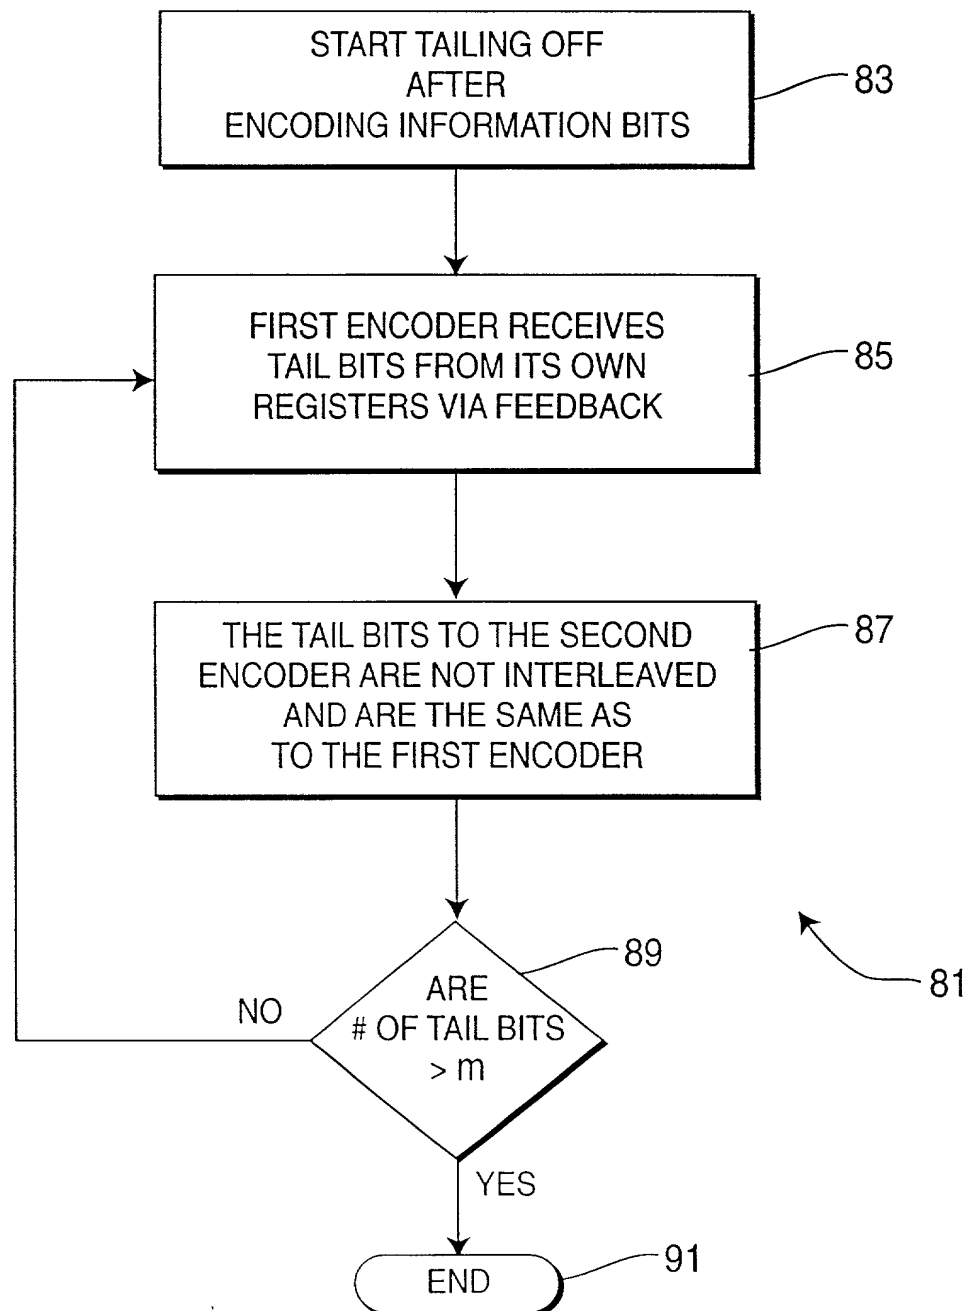 START TAILING OFF
AFTER
ENCODING INFORMATION BITS
83
FIRST ENCODER RECEIVES
TAIL BITS FROM ITS OWN
REGISTERS VIA FEEDBACK
85
THE TAIL BITS TO THE SECOND
ENCODER ARE NOT INTERLEAVED
AND ARE THE SAME AS
TO THE FIRST ENCODER
87
ARE
# OF TAIL BITS
> m
89
NO
81
YES
END
91